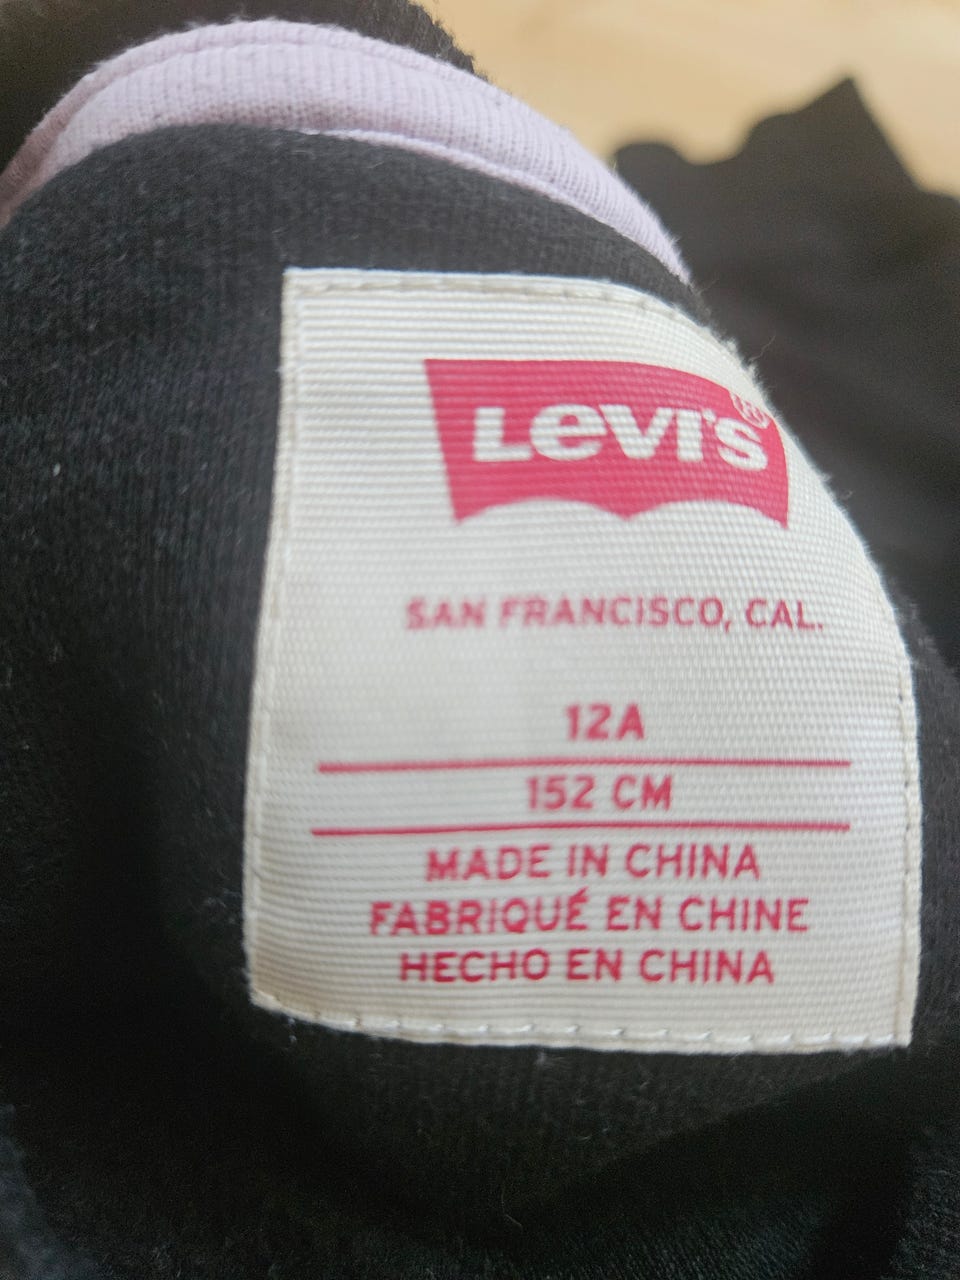 Levi's®
SAN FRANCISCO, CAL.
12A
152 CM
MADE IN CHINA
FABRIQUÉ EN CHINE
HECHO EN CHINA